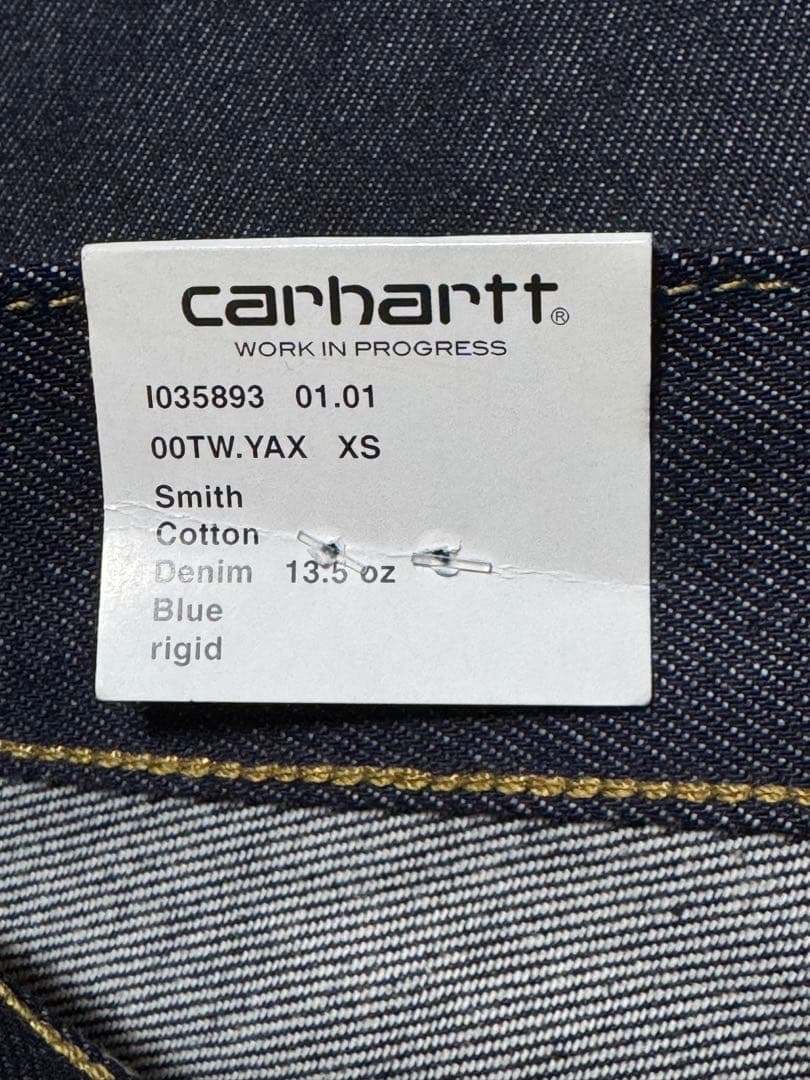 carhartt®
WORK IN PROGRESS
I035893 01.01
00TW.YAX XS
Smith
Cotton
Denim 13.5 oz
Blue
rigid